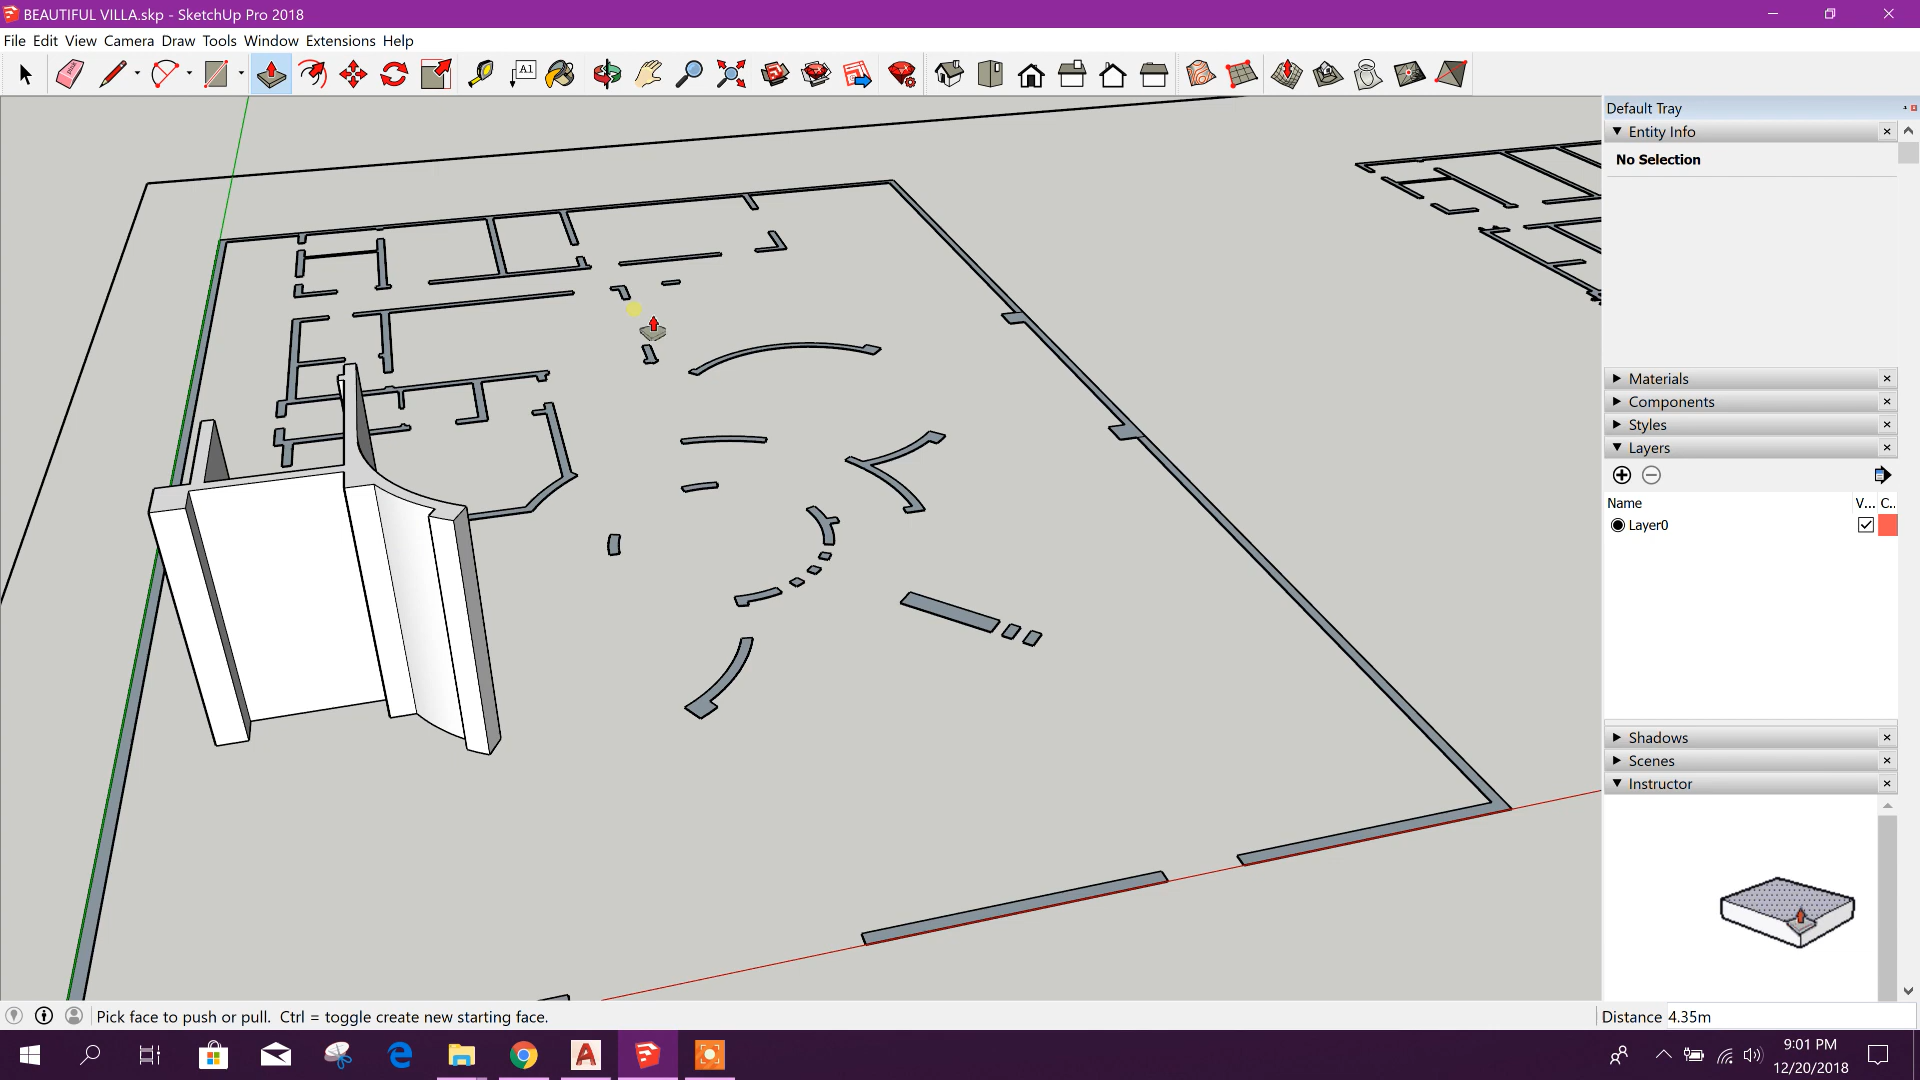 BEAUTIFUL VILLA.skp - SketchUp Pro 2018
File Edit View Camera Draw Tools Window Extensions Help
A1
Default Tray
Entity Info
No Selection
Materials
Components
Styles
Layers
Name V... C..
Layer0
Shadows
Scenes
Instructor
Pick face to push or pull. Ctrl = toggle create new starting face.
Distance 4.35m
9:01 PM
12/20/2018